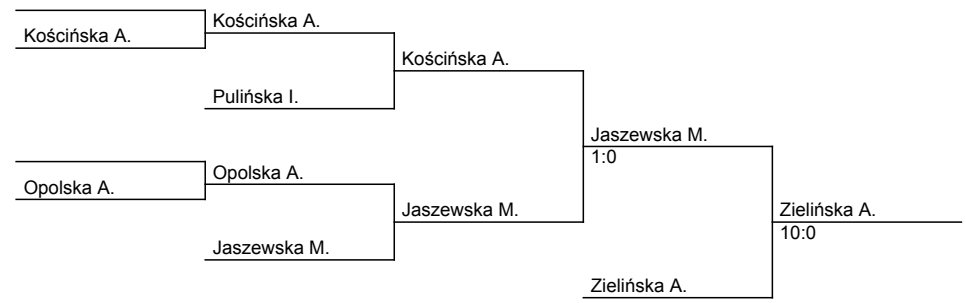 Kościńska A.
Kościńska A.
Kościńska A.
Pulińska I.
Jaszewska M.
1:0
Opolska A.
Opolska A.
Jaszewska M.
Zielińska A.
10:0
Jaszewska M.
Zielińska A.